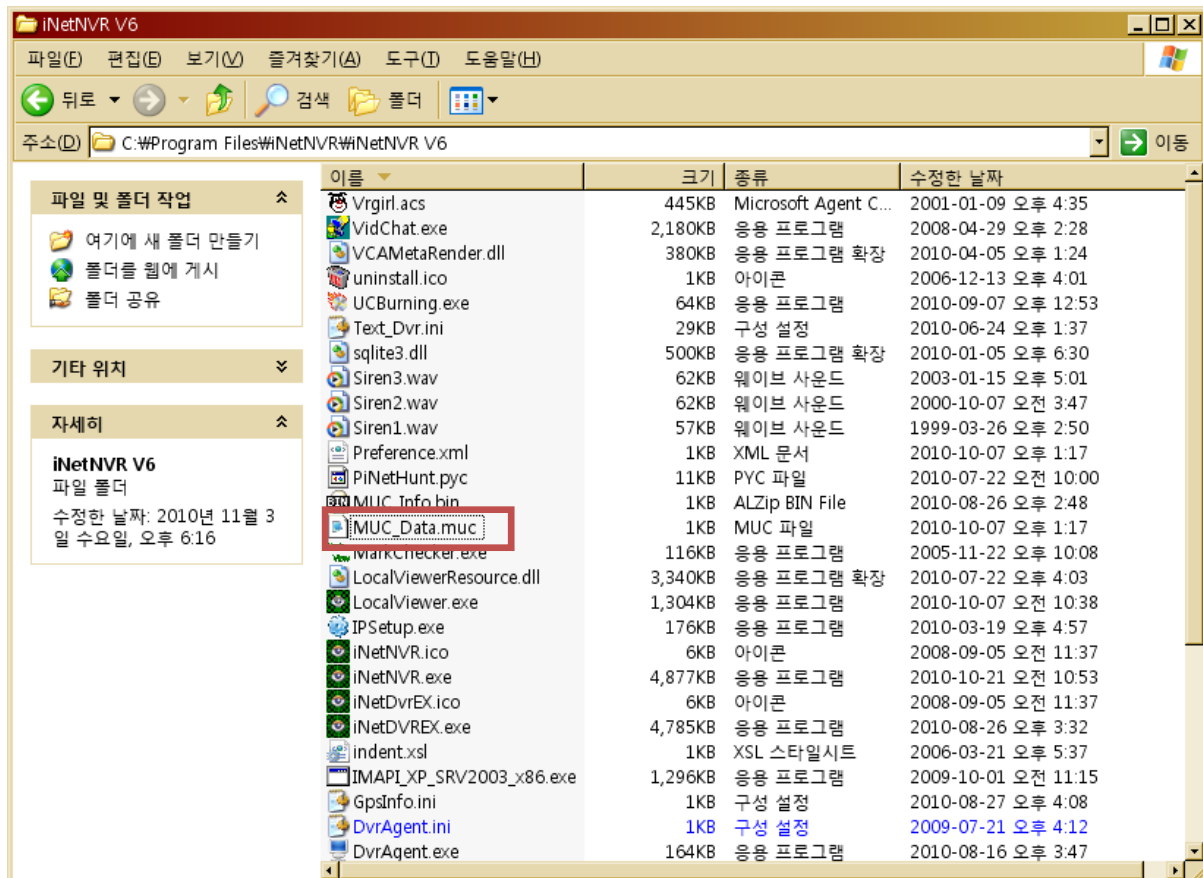 iNetNVR V6
파일(F) 편집(E) 보기(V) 즐겨찾기(A) 도구(T) 도움말(H)
뒤로 검색 폴더
주소(D) C:₩Program Files₩iNetNVR₩iNetNVR V6 이동
파일 및 폴더 작업
여기에 새 폴더 만들기
폴더를 웹에 게시
폴더 공유
기타 위치
자세히
iNetNVR V6
파일 폴더
수정한 날짜: 2010년 11월 3
일 수요일, 오후 6:16
이름 크기 종류 수정한 날짜
Vrgirl.acs 445KB Microsoft Agent C... 2001-01-09 오후 4:35
VidChat.exe 2,180KB 응용 프로그램 2008-04-29 오후 2:28
VCAMetaRender.dll 380KB 응용 프로그램 확장 2010-04-05 오후 1:24
uninstall.ico 1KB 아이콘 2006-12-13 오후 4:01
UCBurning.exe 64KB 응용 프로그램 2010-09-07 오후 12:53
Text_Dvr.ini 29KB 구성 설정 2010-06-24 오후 1:37
sqlite3.dll 500KB 응용 프로그램 확장 2010-01-05 오후 6:30
Siren3.wav 62KB 웨이브 사운드 2003-01-15 오후 5:01
Siren2.wav 62KB 웨이브 사운드 2000-10-07 오전 3:47
Siren1.wav 57KB 웨이브 사운드 1999-03-26 오후 2:50
Preference.xml 1KB XML 문서 2010-10-07 오후 1:17
PiNetHunt.pyc 11KB PYC 파일 2010-07-22 오전 10:00
MUC_Info.bin 1KB ALZip BIN File 2010-08-26 오후 2:48
MUC_Data.muc 1KB MUC 파일 2010-10-07 오후 1:17
MarkChecker.exe 116KB 응용 프로그램 2005-11-22 오후 10:08
LocalViewerResource.dll 3,340KB 응용 프로그램 확장 2010-07-22 오후 4:03
LocalViewer.exe 1,304KB 응용 프로그램 2010-10-07 오전 10:38
IPSetup.exe 176KB 응용 프로그램 2010-03-19 오후 4:57
iNetNVR.ico 6KB 아이콘 2008-09-05 오전 11:37
iNetNVR.exe 4,877KB 응용 프로그램 2010-10-21 오전 10:53
iNetDvrEX.ico 6KB 아이콘 2008-09-05 오전 11:37
iNetDVREX.exe 4,785KB 응용 프로그램 2010-08-26 오후 3:32
indent.xsl 1KB XSL 스타일시트 2006-03-21 오후 5:37
IMAPI_XP_SRV2003_x86.exe 1,296KB 응용 프로그램 2009-10-01 오전 11:15
GpsInfo.ini 1KB 구성 설정 2010-08-27 오후 4:08
DvrAgent.ini 1KB 구성 설정 2009-07-21 오후 4:12
DvrAgent.exe 164KB 응용 프로그램 2010-08-16 오후 3:47